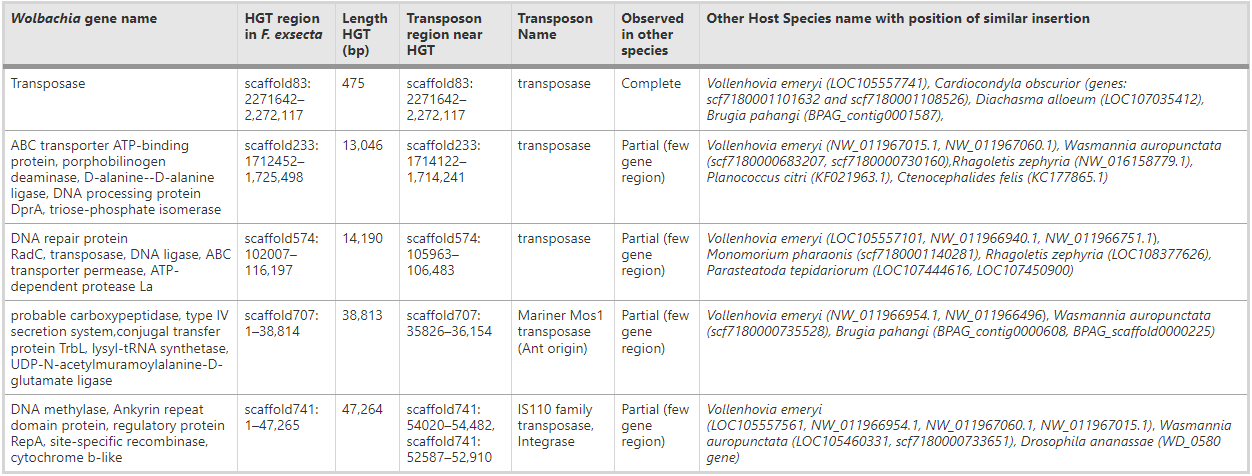 Wolbachia gene name
HGT region in F. exsecta
Length HGT (bp)
Transposon region near HGT
Transposon Name
Observed in other species
Other Host Species name with position of similar insertion
Transposase
scaffold83:
2271642–
2,272,117
475
scaffold83:
2271642–
2,272,117
transposase
Complete
Vollenhovia emeryi (LOC105557741), Cardiocondyla obscurior (genes:
scf7180001101632 and scf7180001108526), Diachasma alloeum (LOC107035412),
Brugia pahangi (BPAG_contig0001587),
ABC transporter ATP-binding
protein, porphobilinogen
deaminase, D-alanine--D-alanine
ligase, DNA processing protein
DprA, triose-phosphate isomerase
scaffold233:
1712452–
1,725,498
13,046
scaffold233:
1714122–
1,714,241
transposase
Partial (few
gene
region)
Vollenhovia emeryi (NW_011967015.1, NW_011967060.1), Wasmannia auropunctata
(scf7180000683207, scf7180000730160),Rhagoletis zephyria (NW_016158779.1),
Planococcus citri (KF021963.1), Ctenocephalides felis (KC177865.1)
DNA repair protein
RadC, transposase, DNA ligase, ABC
transporter permease, ATP-
dependent protease La
scaffold574:
102007–
116,197
14,190
scaffold574:
105963–
106,483
transposase
Partial (few
gene
region)
Vollenhovia emeryi (LOC105557101, NW_011966940.1, NW_011966751.1),
Monomorium pharaonis (scf7180001140281), Rhagoletis zephyria (LOC108377626),
Parasteatoda tepidariorum (LOC107444616, LOC107450900)
probable carboxypeptidase, type IV
secretion system,conjugal transfer
protein TrbL, lysyl-tRNA synthetase,
UDP-N-acetylmuramoylalanine-D-
glutamate ligase
scaffold707:
1–38,814
38,813
scaffold707:
35826–36,154
Mariner Mos1
transposase
(Ant origin)
Partial (few
gene
region)
Vollenhovia emeryi (NW_011966954.1, NW_011966496), Wasmannia auropunctata
(scf7180000735528), Brugia pahangi (BPAG_contig0000608, BPAG_scaffold0000225)
DNA methylase, Ankyrin repeat
domain protein, regulatory protein
RepA, site-specific recombinase,
cytochrome b-like
scaffold741:
1–47,265
47,264
scaffold741:
54020–54,482,
scaffold741:
52587–52,910
IS110 family
transposase,
Integrase
Partial (few
gene
region)
Vollenhovia emeryi
(LOC105557561, NW_011966954.1, NW_011967060.1, NW_011967015.1), Wasmannia
auropunctata (LOC105460331, scf7180000733651), Drosophila ananassae (WD_0580
gene)